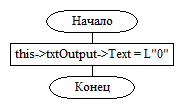 Начало
this->txtOutput->Text = L"0"
Конец